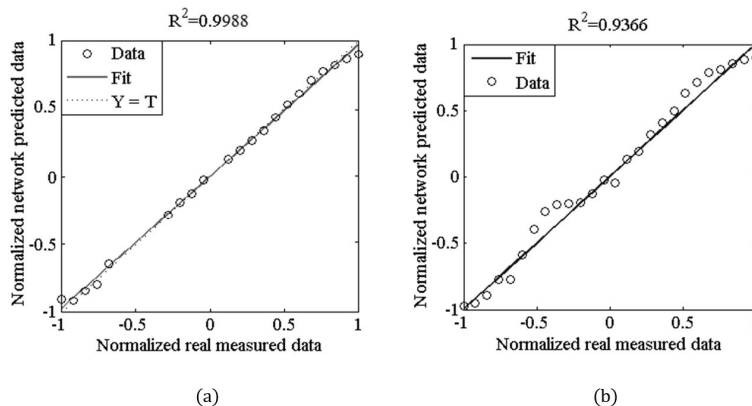 R²=0.9988
Normalized network predicted data
1
0.5
0
-0.5
-1
Data
Fit
Y = T
-1 -0.5 0 0.5 1
Normalized real measured data
(a)
R²=0.9366
Normalized network predicted data
1
0.5
0
-0.5
-1
Fit
Data
-1 -0.5 0 0.5
Normalized real measured data
(b)